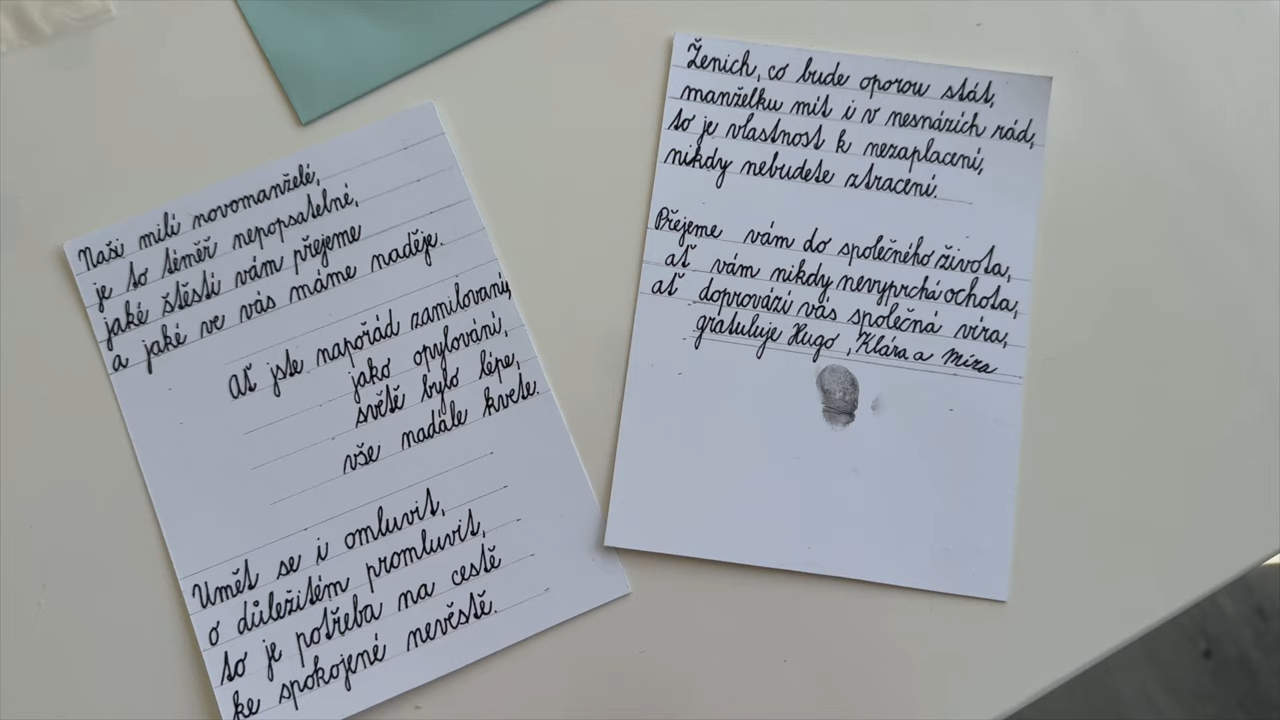 Naši milí novomanželé,
je to téměř nepopsatelné,
jaké štěstí vám přejeme
a jaké ve vás máme naděje.
Ať jste napořád zamilovaní,
jako opylování,
světě bylo lépe,
vše nadále kvete.
Umět se i omluvit,
o důležitém promluvit,
to je potřeba na cestě
ke spokojené nevěstě.
Ženich, co bude oporou stát,
manželku mít i v nesnázích rád,
to je vlastnost k nezaplacení,
nikdy nebudete ztracení.
Přejeme vám do společného života,
ať vám nikdy nevyprchá ochota,
ať doprovází vás společná víra,
gratuluje Hugo, Klára a Míra